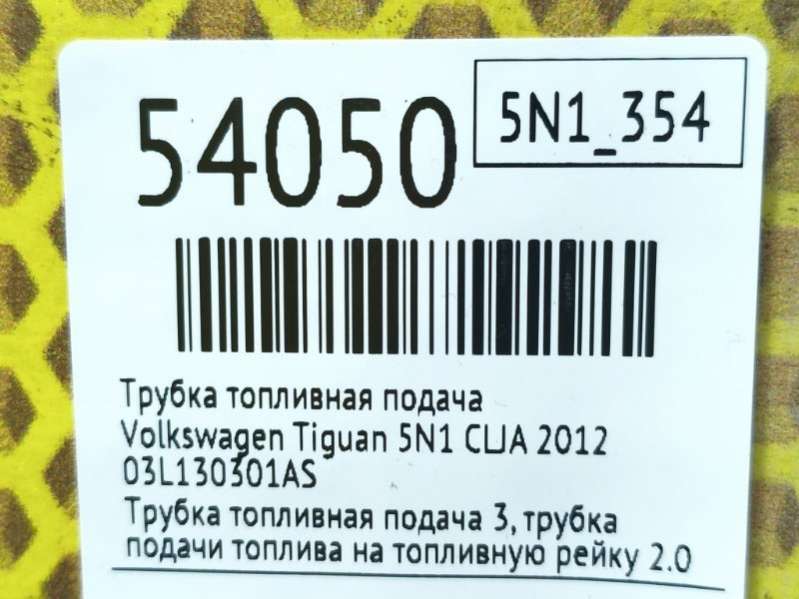 54050
5N1_354
Трубка топливная подача
Volkswagen Tiguan 5N1 CLJA 2012
03L130301AS
Трубка топливная подача 3, трубка
подачи топлива на топливную рейку 2.0